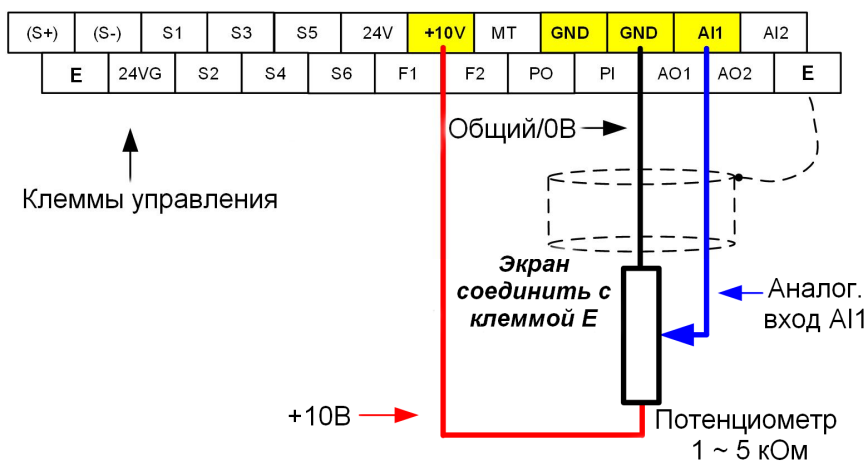 (S+) (S-) S1 S3 S5 24V +10V MT GND GND AI1 AI2
E 24VG S2 S4 S6 F1 F2 PO PI AO1 AO2 E
Общий/0В
Клеммы управления
Экран
соединить с
клеммой E
Аналог.
вход AI1
+10В
Потенциометр
1 ~ 5 кОм